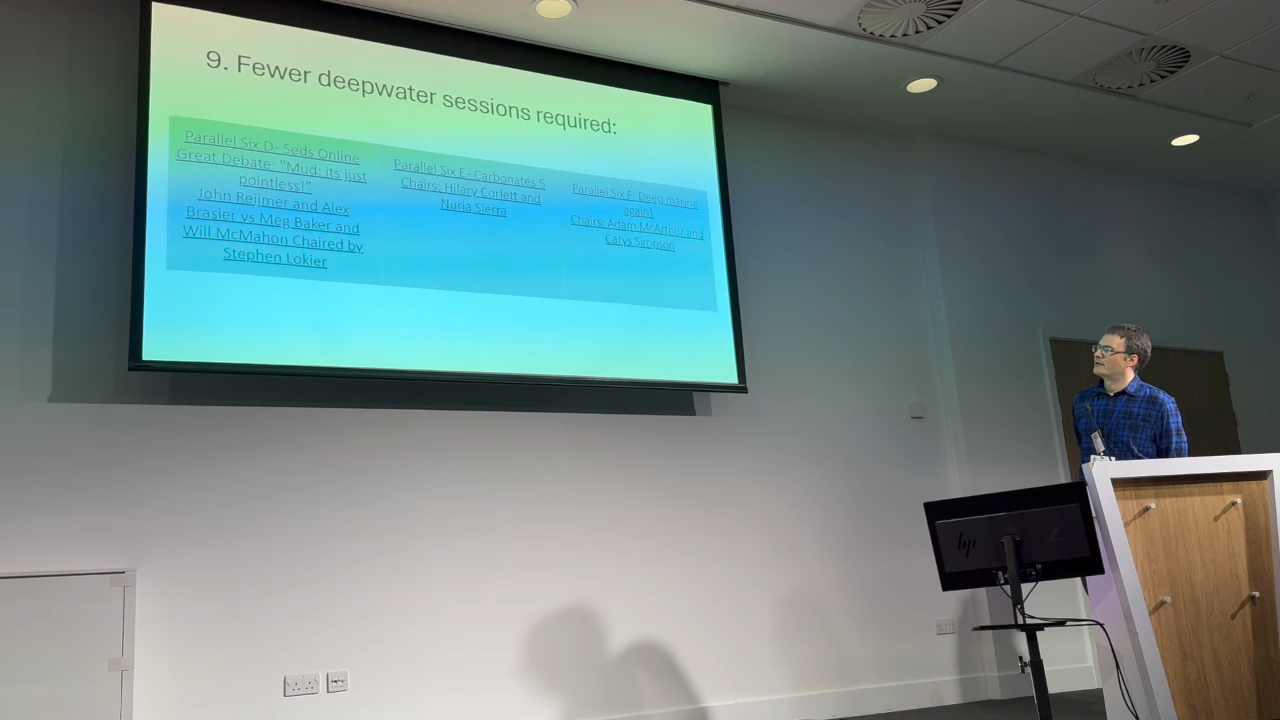 9. Fewer deepwater sessions required:
Parallel Six D- Seds Online
Great Debate: "Mud: its just
pointless!"
John Reijmer and Alex
Brasier vs Meg Baker and
Will McMahon Chaired by
Stephen Lokier
Parallel Six E- Carbonates 5
Chairs: Hilary Corlett and
Nuria Sierra
Parallel Six F: Deep marine
again!
Chairs: Adam McArthur and
Carys Simpson
hp